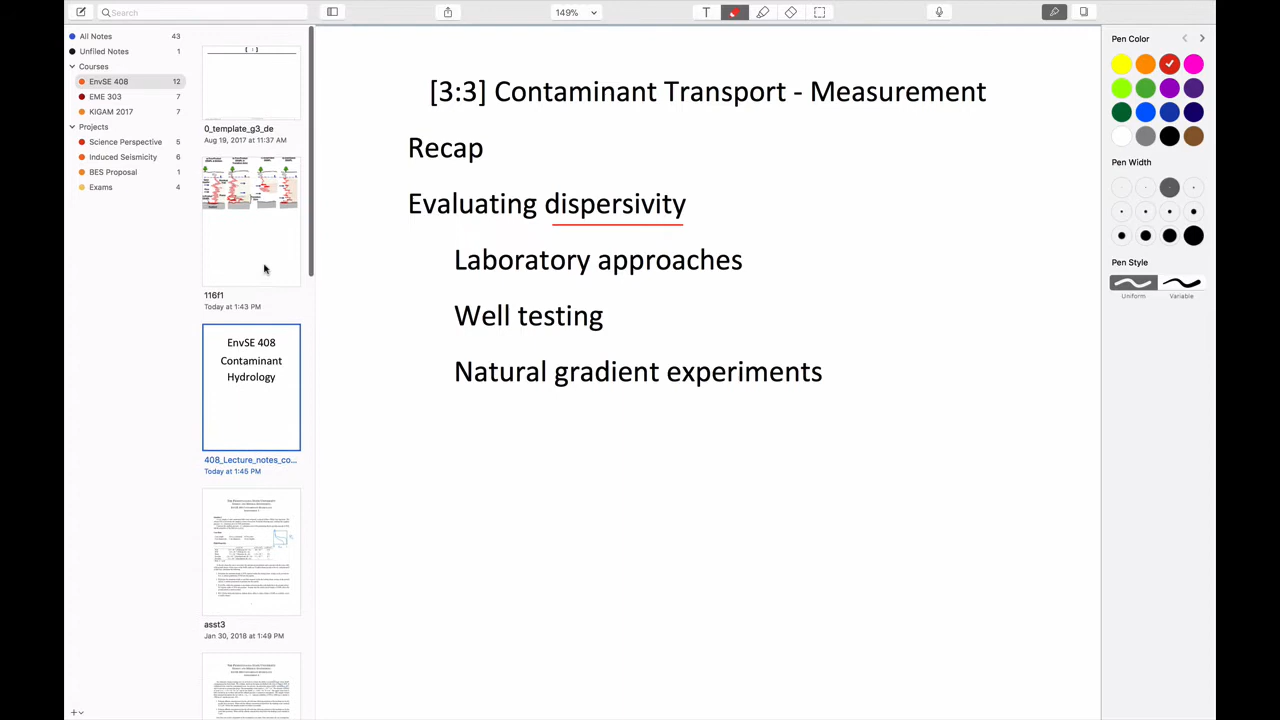 Search
149%
T
All Notes 43
Unfiled Notes 1
Courses
EnvSE 408 12
EME 303 7
KIGAM 2017 7
Projects
Science Perspective 5
Induced Seismicity 6
BES Proposal 1
Exams 4
0_template_g3_de
Aug 19, 2017 at 11:37 AM
116f1
Today at 1:43 PM
EnvSE 408
Contaminant
Hydrology
408_Lecture_notes_co...
Today at 1:45 PM
asst3
Jan 30, 2018 at 1:49 PM
[3:3] Contaminant Transport - Measurement
Recap
Evaluating dispersivity
Laboratory approaches
Well testing
Natural gradient experiments
Pen Color
Pen Width
Pen Style
Uniform Variable